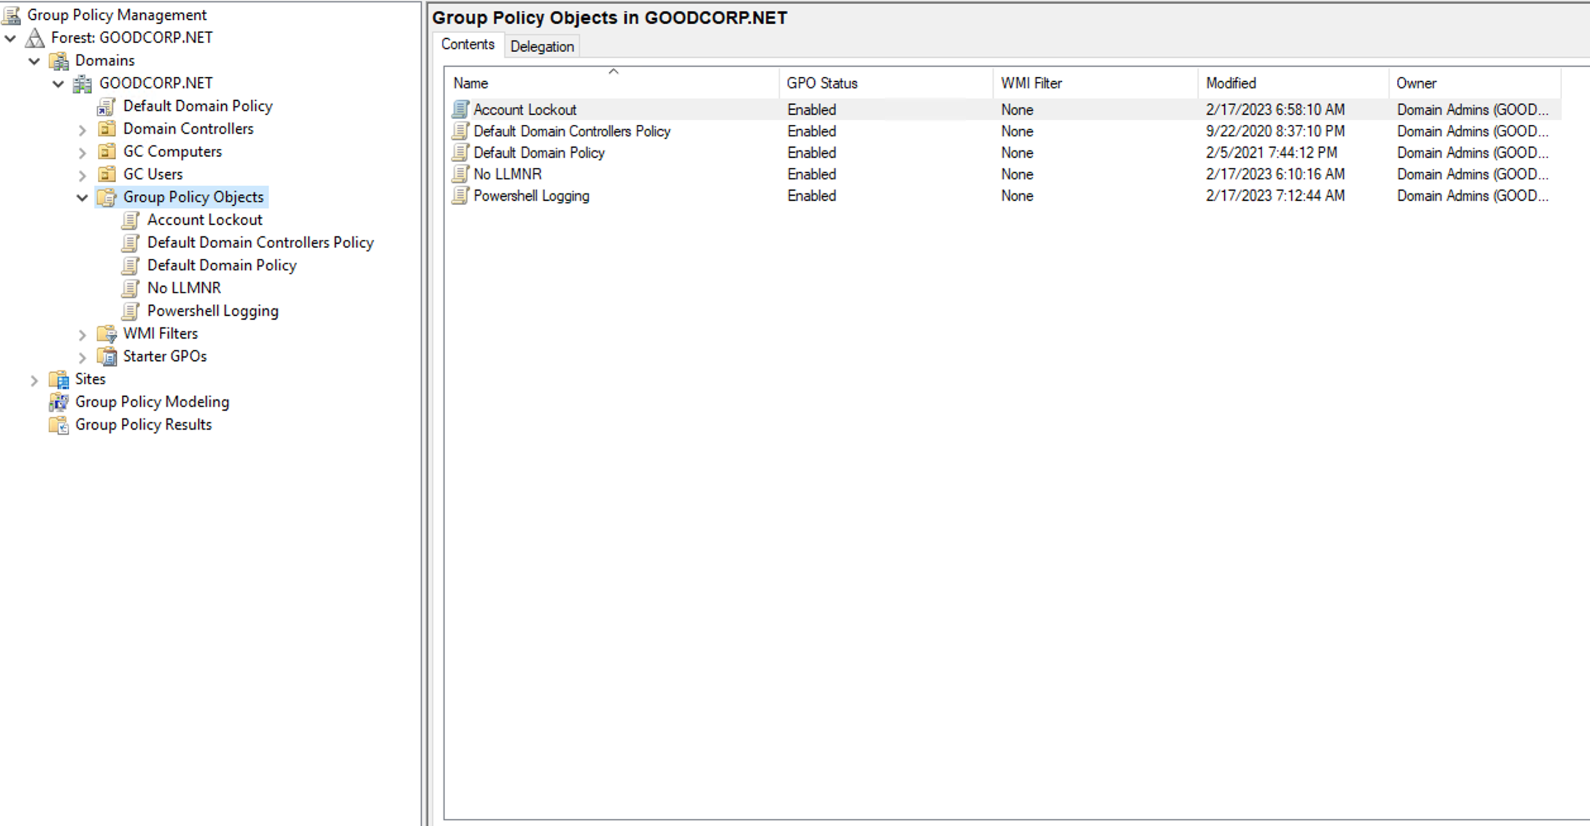 Group Policy Management
Forest: GOODCORP.NET
Domains
GOODCORP.NET
Default Domain Policy
Domain Controllers
GC Computers
GC Users
Group Policy Objects
Account Lockout
Default Domain Controllers Policy
Default Domain Policy
No LLMNR
Powershell Logging
WMI Filters
Starter GPOs
Sites
Group Policy Modeling
Group Policy Results
Group Policy Objects in GOODCORP.NET
Contents Delegation
Name GPO Status WMI Filter Modified Owner
Account Lockout Enabled None 2/17/2023 6:58:10 AM Domain Admins (GOOD...
Default Domain Controllers Policy Enabled None 9/22/2020 8:37:10 PM Domain Admins (GOOD...
Default Domain Policy Enabled None 2/5/2021 7:44:12 PM Domain Admins (GOOD...
No LLMNR Enabled None 2/17/2023 6:10:16 AM Domain Admins (GOOD...
Powershell Logging Enabled None 2/17/2023 7:12:44 AM Domain Admins (GOOD...